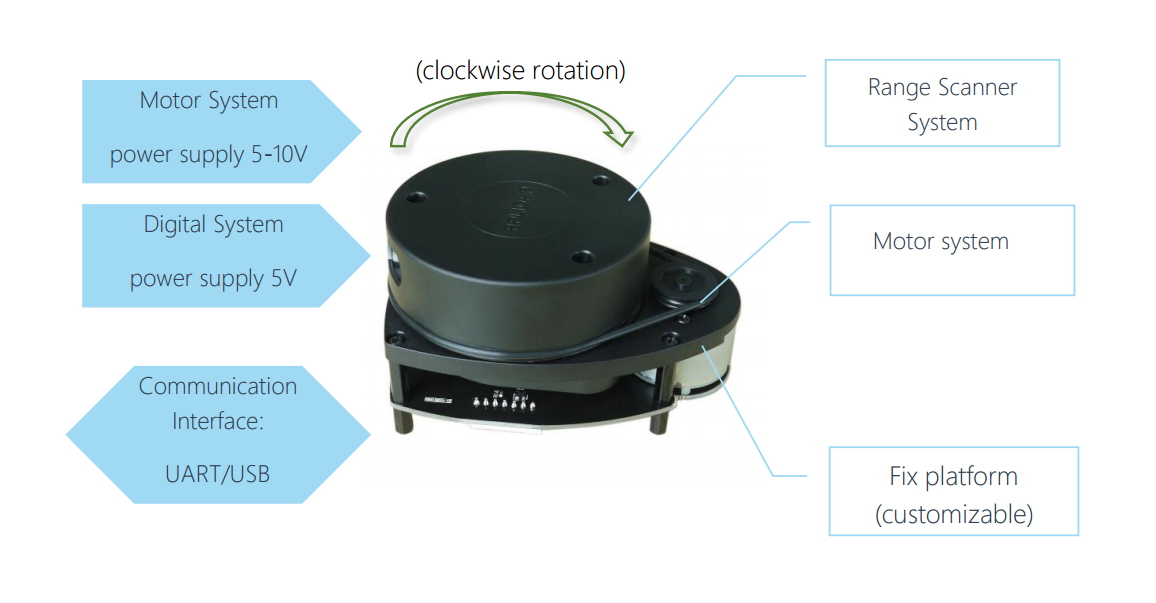 (clockwise rotation)
Motor System
power supply 5-10V
Digital System
power supply 5V
Communication
Interface:
UART/USB
RPLIDAR
Range Scanner
System
Motor system
Fix platform
(customizable)